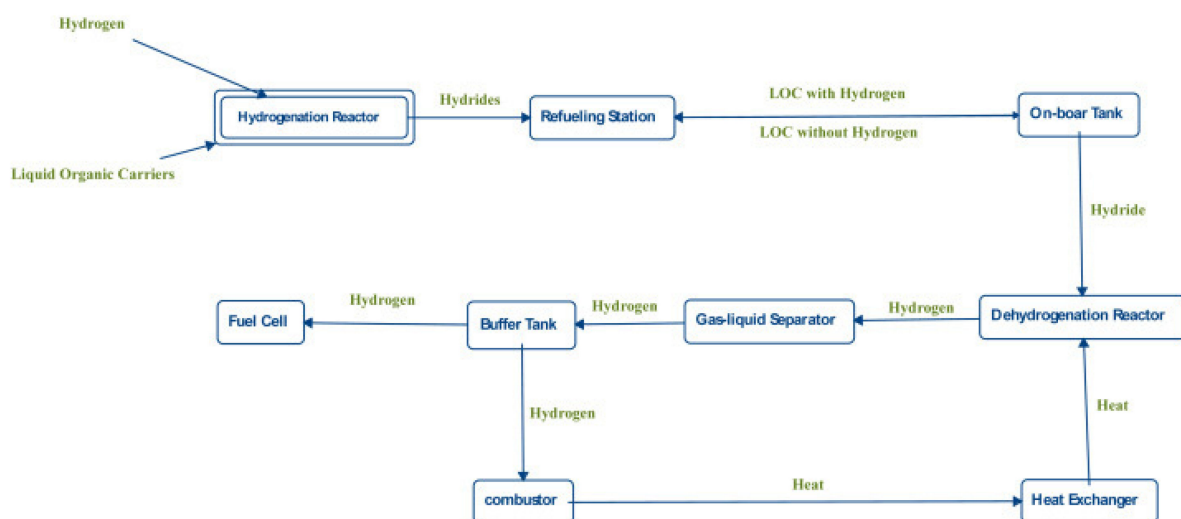 Hydrogen
Hydrogenation Reactor
Hydrides
Refueling Station
LOC with Hydrogen
LOC without Hydrogen
On-boar Tank
Liquid Organic Carriers
Hydride
Fuel Cell
Hydrogen
Buffer Tank
Hydrogen
Gas-liquid Separator
Hydrogen
Dehydrogenation Reactor
Hydrogen
Heat
combustor
Heat
Heat Exchanger